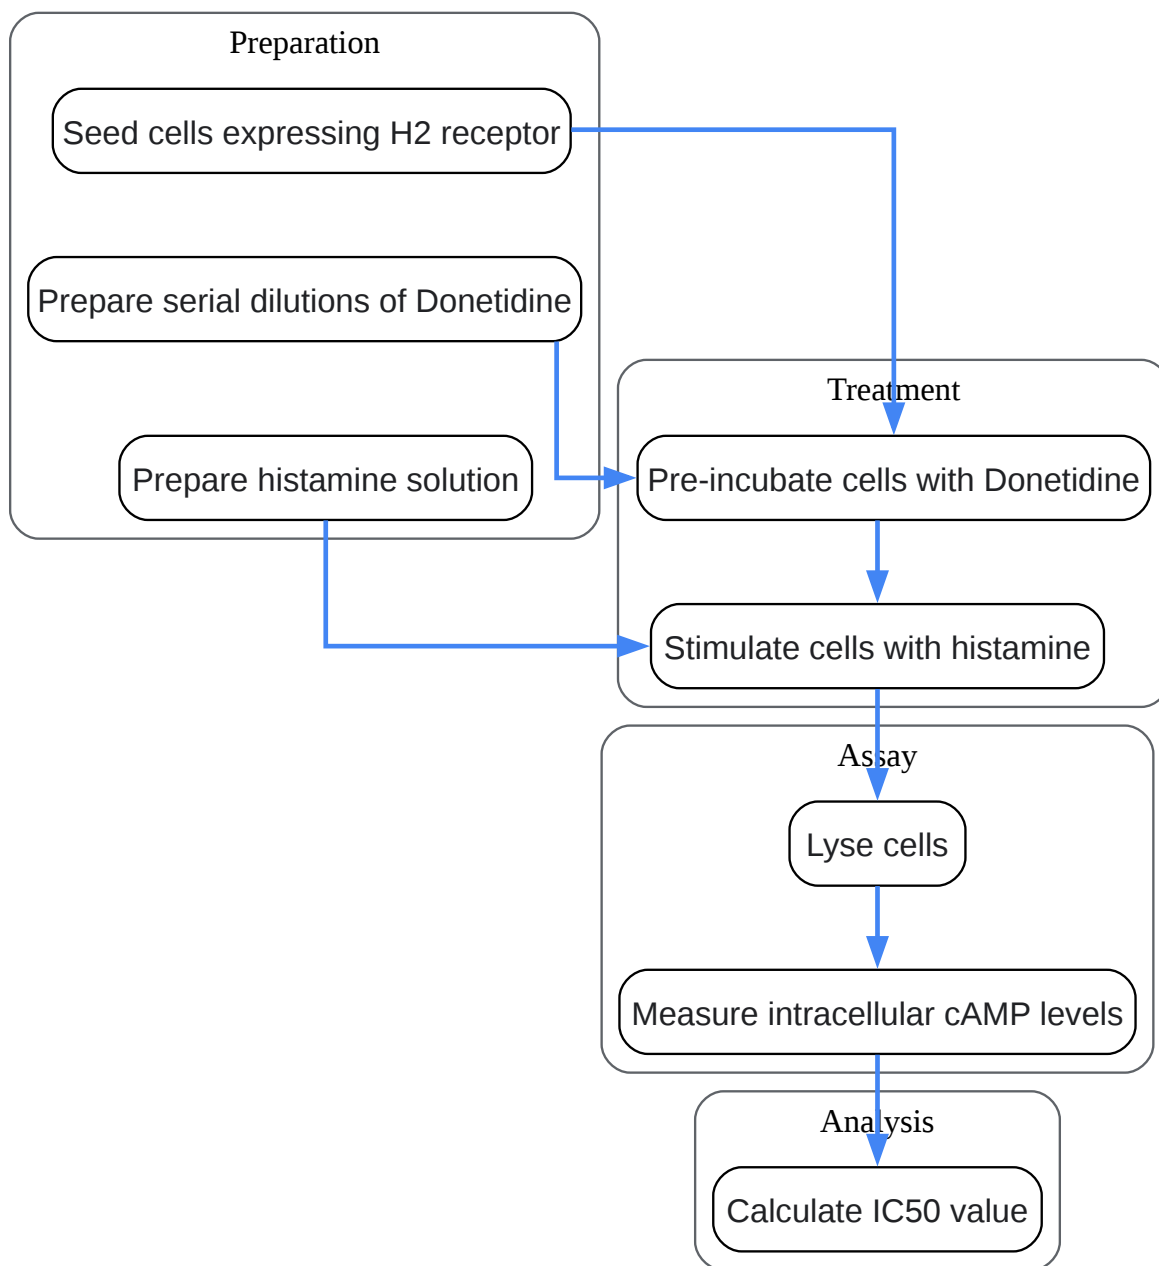 Preparation
Seed cells expressing H2 receptor
Prepare serial dilutions of Donetidine
Prepare histamine solution
Treatment
Pre-incubate cells with Donetidine
Stimulate cells with histamine
Assay
Lyse cells
Measure intracellular cAMP levels
Analysis
Calculate IC50 value